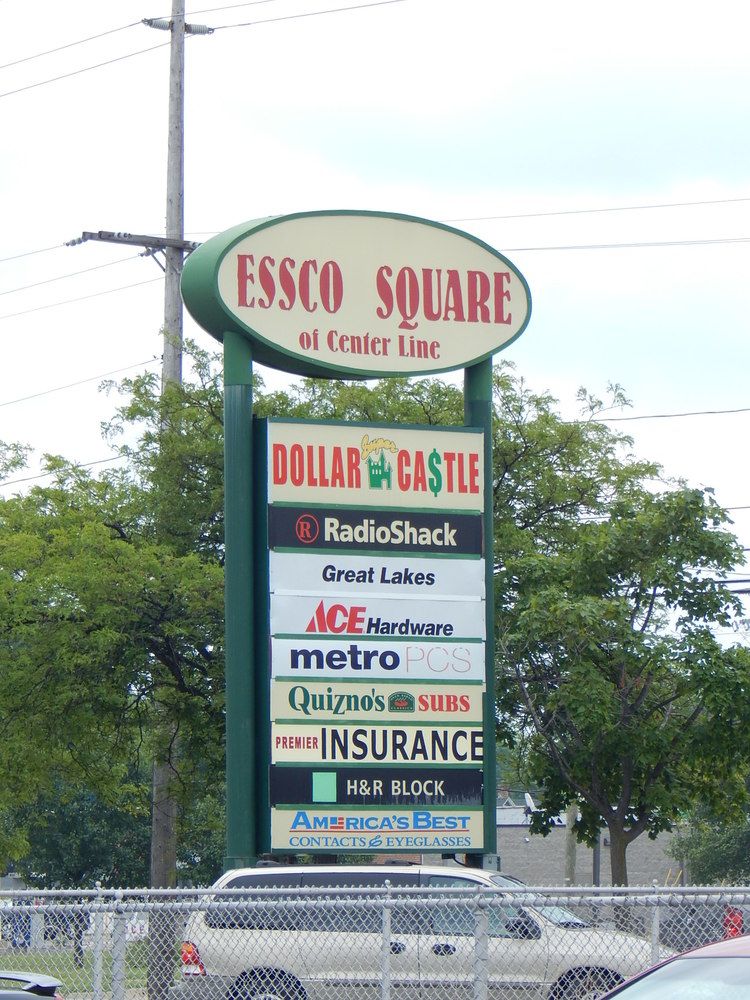 ESSCO SQUARE
of Center Line
Super
DOLLAR CA$TLE
R RadioShack
Great Lakes
ACE Hardware
metroPCS
QUIZNO'S SUBS
PREMIER INSURANCE
H&R BLOCK
AMERICA'S BEST
CONTACTS & EYEGLASSES